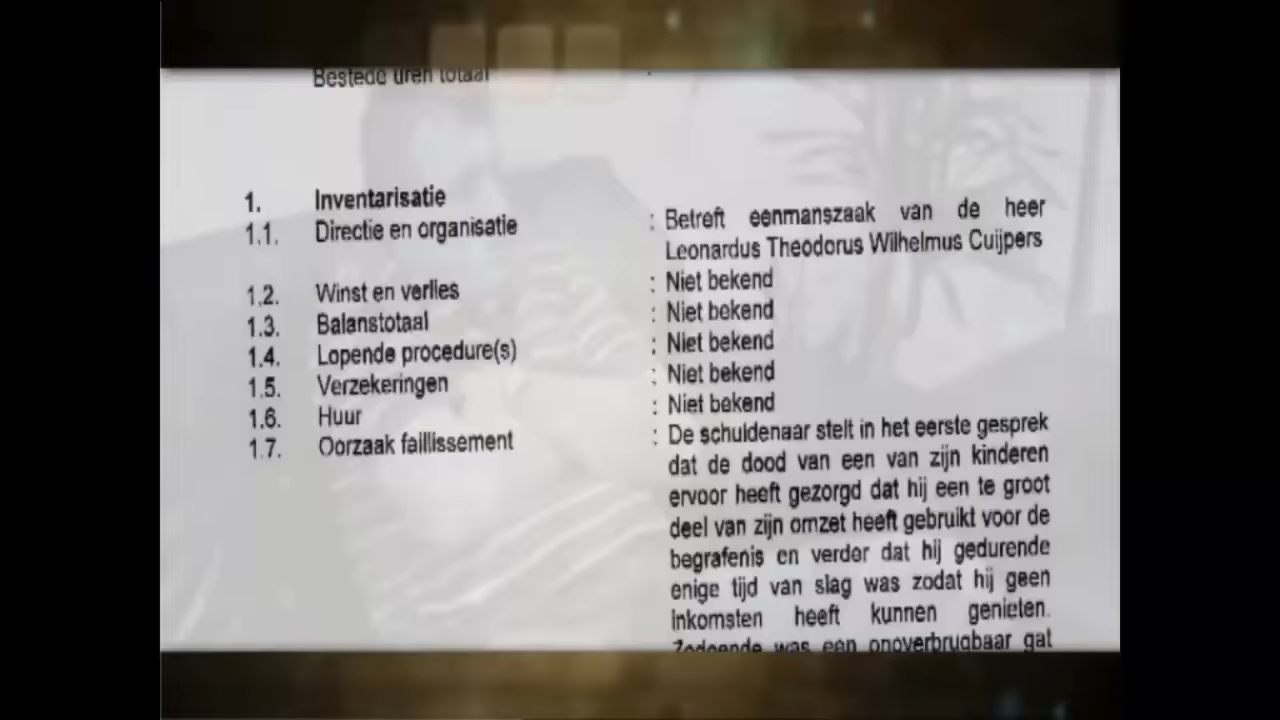 Bestede uren totaal :
1. Inventarisatie
1.1. Directie en organisatie : Betreft eenmanszaak van de heer
Leonardus Theodorus Wilhelmus Cuijpers
1.2. Winst en verlies : Niet bekend
1.3. Balanstotaal : Niet bekend
1.4. Lopende procedure(s) : Niet bekend
1.5. Verzekeringen : Niet bekend
1.6. Huur : Niet bekend
1.7. Oorzaak faillissement : De schuldenaar stelt in het eerste gesprek
dat de dood van een van zijn kinderen
ervoor heeft gezorgd dat hij een te groot
deel van zijn omzet heeft gebruikt voor de
begrafenis en verder dat hij gedurende
enige tijd van slag was zodat hij geen
inkomsten heeft kunnen genieten.
Zodoende was een onoverbrugbaar gat